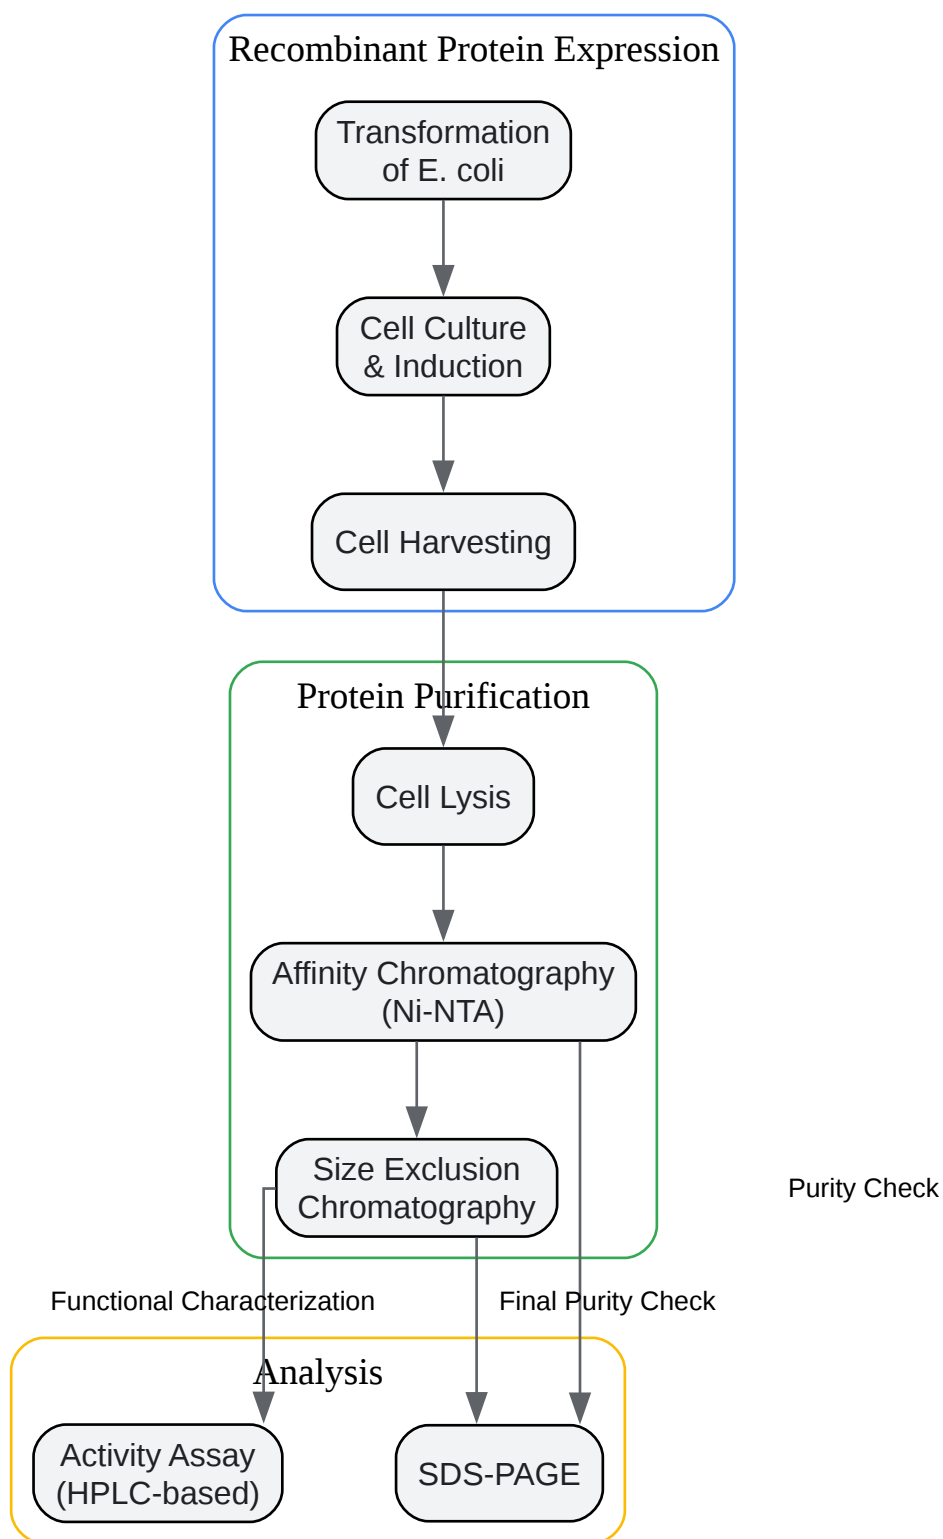 Recombinant Protein Expression
Transformation
of E. coli
Cell Culture
& Induction
Cell Harvesting
Protein Purification
Cell Lysis
Affinity Chromatography
(Ni-NTA)
Size Exclusion
Chromatography
Purity Check
Functional Characterization
Final Purity Check
Analysis
Activity Assay
(HPLC-based)
SDS-PAGE